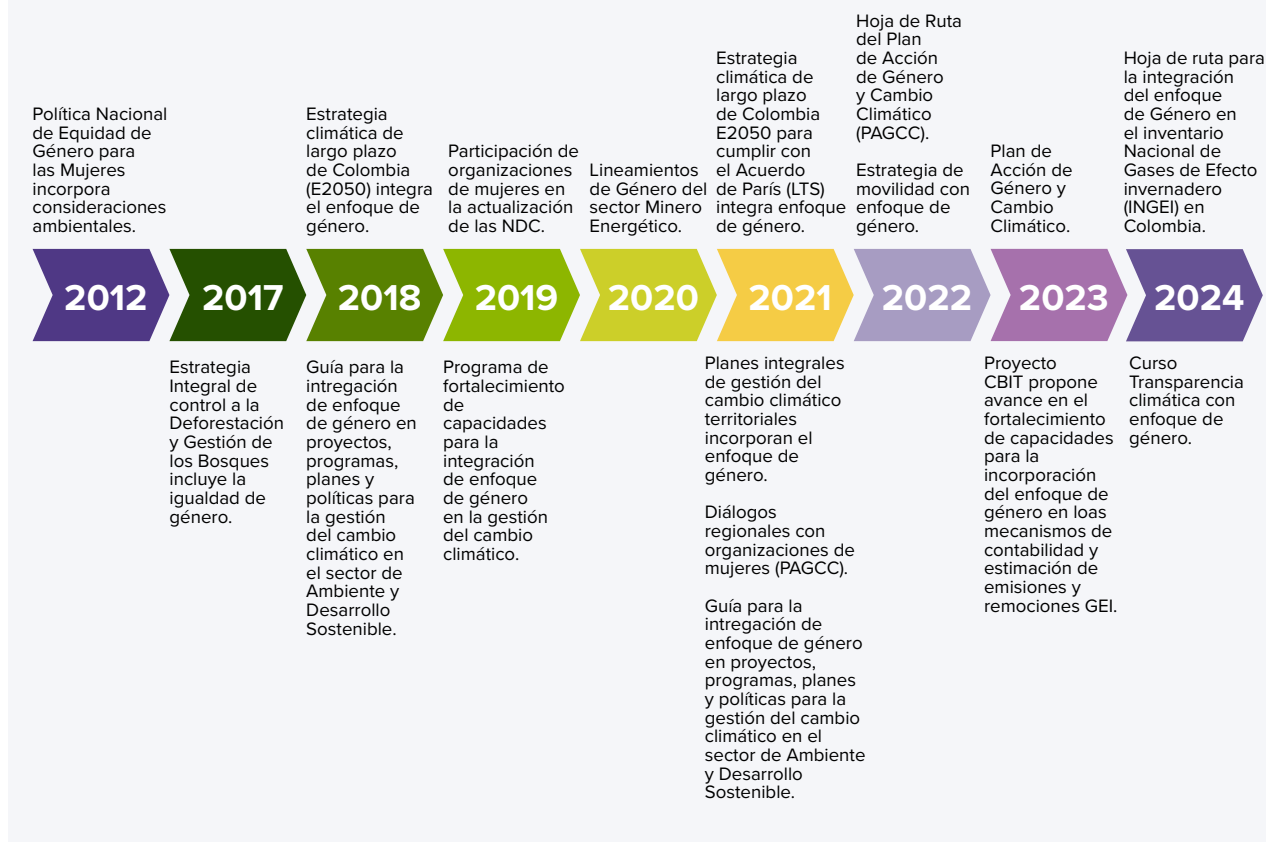 Política Nacional
de Equidad de
Género para
las Mujeres
incorpora
consideraciones
ambientales.
Estrategia
climática de
largo plazo
de Colombia
(E2050) integra
el enfoque de
género.
Participación de
organizaciones
de mujeres en
la actualización
de las NDC.
Lineamientos
de Género del
sector Minero
Energético.
Estrategia
climática de
largo plazo
de Colombia
E2050 para
cumplir con
el Acuerdo
de París (LTS)
integra enfoque
de género.
Hoja de Ruta
del Plan
de Acción
de Género
y Cambio
Climático
(PAGCC).
Estrategia de
movilidad con
enfoque de
género.
Plan de
Acción de
Género y
Cambio
Climático.
Hoja de ruta para
la integración
del enfoque
de Género en
el inventario
Nacional de
Gases de Efecto
invernadero
(INGEI) en
Colombia.
2012
2017
2018
2019
2020
2021
2022
2023
2024
Estrategia
Integral de
control a la
Deforestación
y Gestión de
los Bosques
incluye la
igualdad de
género.
Guía para la
intregación
de enfoque
de género en
proyectos,
programas,
planes y
políticas para
la gestión
del cambio
climático en
el sector de
Ambiente y
Desarrollo
Sostenible.
Programa de
fortalecimiento
de
capacidades
para la
integración
de enfoque
de género
en la gestión
del cambio
climático.
Planes integrales
de gestión del
cambio climático
territoriales
incorporan el
enfoque de
género.
Diálogos
regionales con
organizaciones de
mujeres (PAGCC).
Guía para la
intregación de
enfoque de género
en proyectos,
programas, planes
y políticas para la
gestión del cambio
climático en el
sector de Ambiente
y Desarrollo
Sostenible.
Proyecto
CBIT propone
avance en el
fortalecimiento
de capacidades
para la
incorporación
del enfoque de
género en loas
mecanismos de
contabilidad y
estimación de
emisiones y
remociones GEI.
Curso
Transparencia
climática con
enfoque de
género.